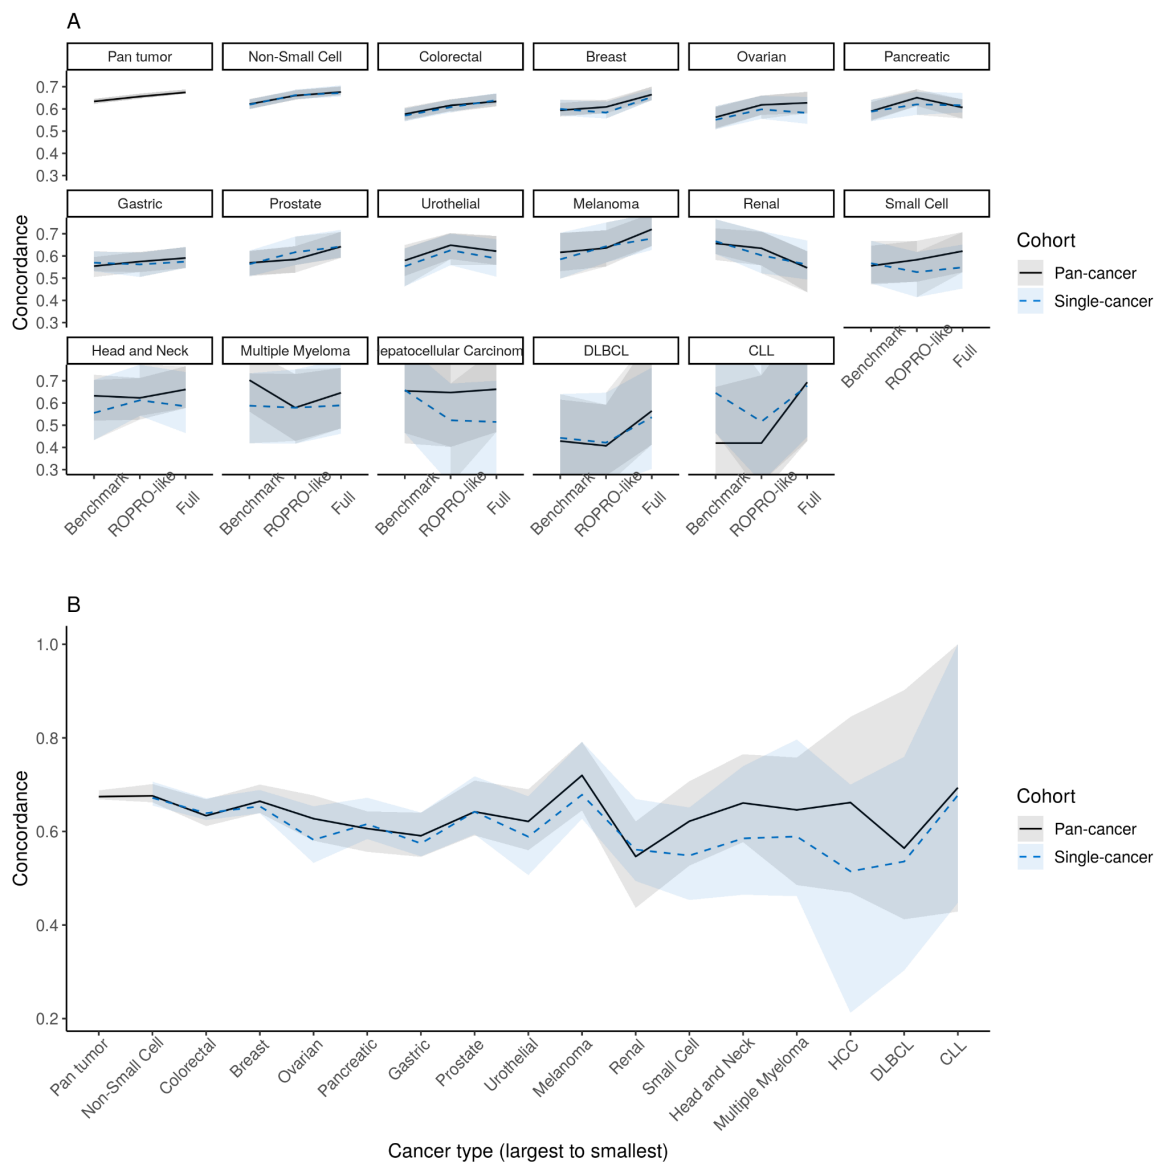 A
Pan tumor
Non-Small Cell
Colorectal
Breast
Ovarian
Pancreatic
0.7
0.6
0.5
0.4
0.3
Gastric
Prostate
Urothelial
Melanoma
Renal
Small Cell
0.7
0.6
0.5
0.4
0.3
Head and Neck
Multiple Myeloma
epatocellular Carcinom
DLBCL
CLL
0.7
0.6
0.5
0.4
0.3
Benchmark
ROPRO-like
Full
Benchmark
ROPRO-like
Full
Benchmark
ROPRO-like
Full
Benchmark
ROPRO-like
Full
Benchmark
ROPRO-like
Full
Benchmark
ROPRO-like
Full
Concordance
Cohort
Pan-cancer
Single-cancer
B
1.0
0.8
0.6
0.4
0.2
Concordance
Pan tumor
Non-Small Cell
Colorectal
Breast
Ovarian
Pancreatic
Gastric
Prostate
Urothelial
Melanoma
Renal
Small Cell
Head and Neck
Multiple Myeloma
HCC
DLBCL
CLL
Cancer type (largest to smallest)
Cohort
Pan-cancer
Single-cancer